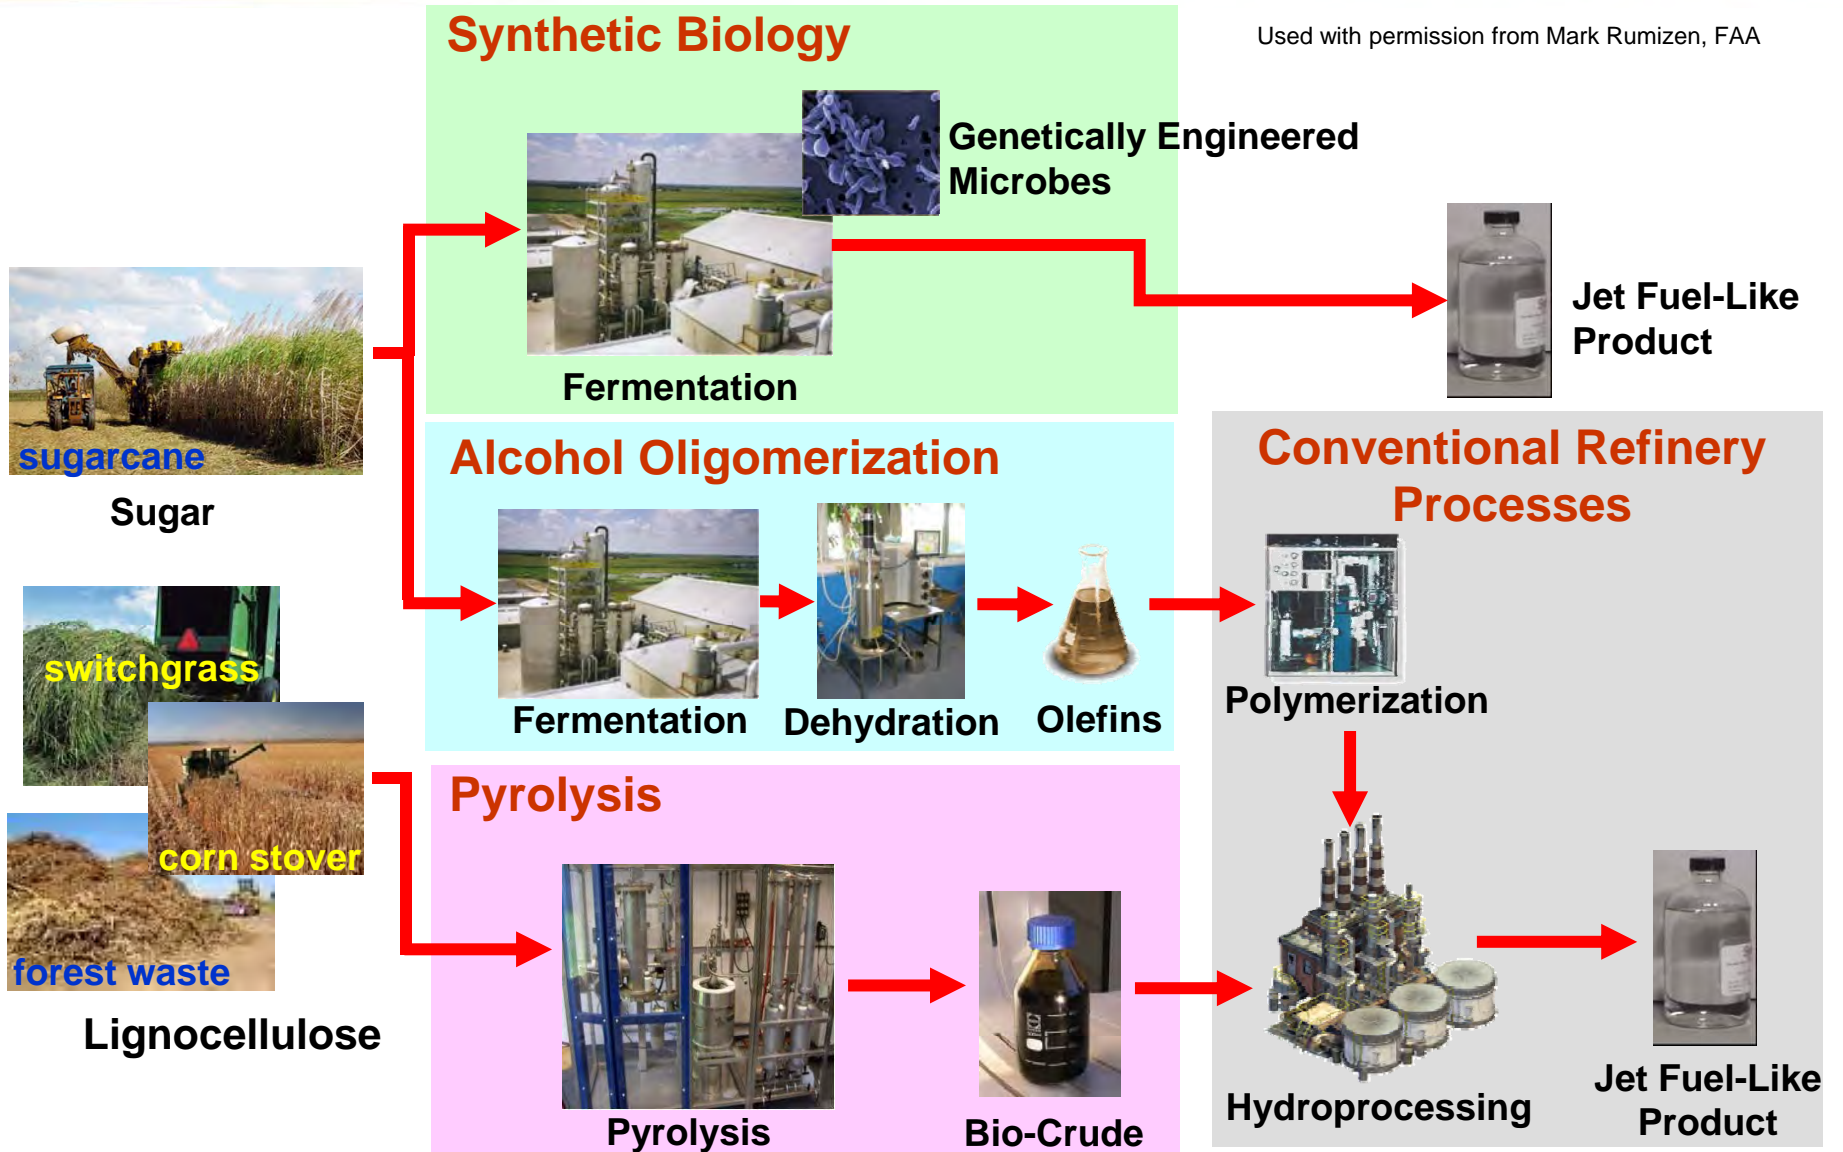 Synthetic Biology
Used with permission from Mark Rumizen, FAA
Genetically Engineered
Microbes
Fermentation
Jet Fuel-Like
Product
sugarcane
Sugar
Alcohol Oligomerization
Fermentation
Dehydration
Olefins
Conventional Refinery
Processes
Polymerization
switchgrass
corn stover
forest waste
Lignocellulose
Pyrolysis
Pyrolysis
Bio-Crude
Hydroprocessing
Jet Fuel-Like
Product